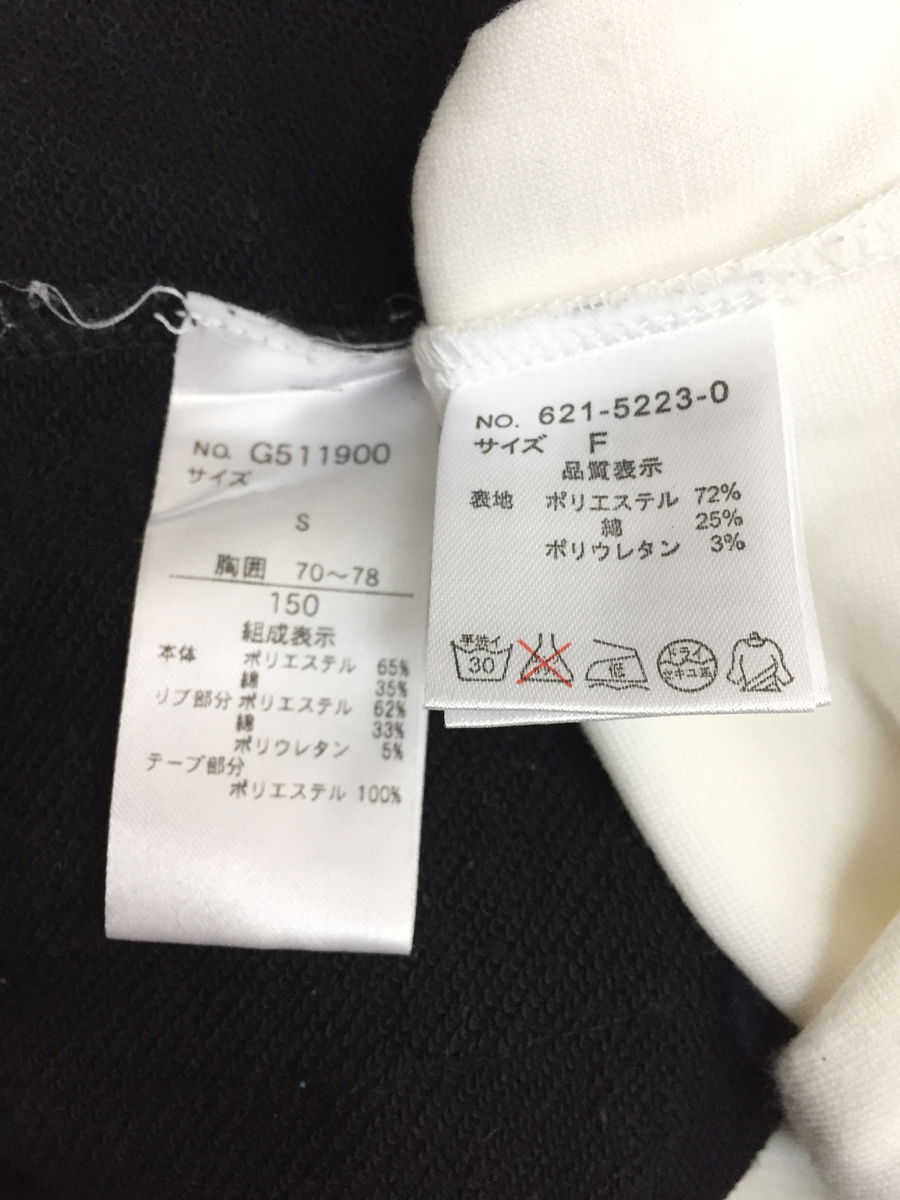 NO. G511900
サイズ
S
胸囲 70～78
150
組成表示
本体 ポリエステル 65%
綿 35%
リブ部分 ポリエステル 62%
綿 33%
ポリウレタン 5%
テープ部分
ポリエステル 100%
NO. 621-5223-0
サイズ F
品質表示
表地 ポリエステル 72%
綿 25%
ポリウレタン 3%
手洗イ
30
低
ドライ
セキユ系